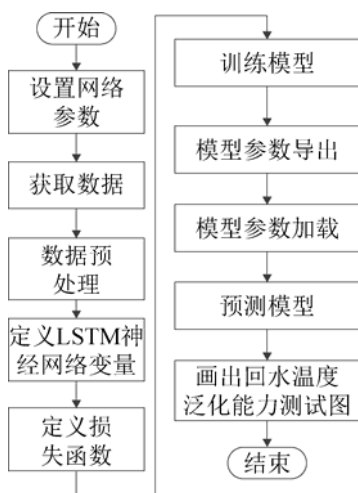 开始
设置网络
参数
获取数据
数据预
处理
定义LSTM神
经网络变量
定义损
失函数
训练模型
模型参数导出
模型参数加载
预测模型
画出回水温度
泛化能力测试图
结束